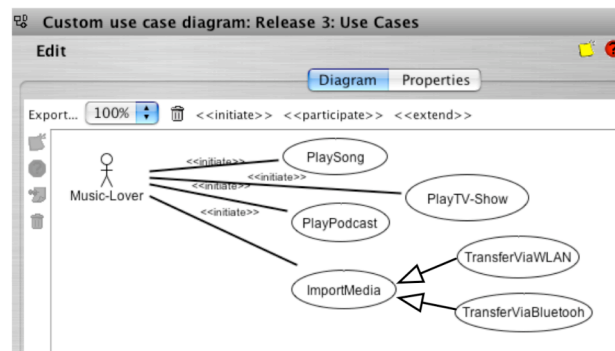 Custom use case diagram: Release 3: Use Cases
Edit
Diagram Properties
Export... 100% <<initiate>> <<participate>> <<extend>>
<<initiate>> PlaySong
<<initiate>>
Music-Lover <<initiate>> PlayTV-Show
<<initiate>> PlayPodcast
TransferViaWLAN
ImportMedia
TransferViaBluetooh